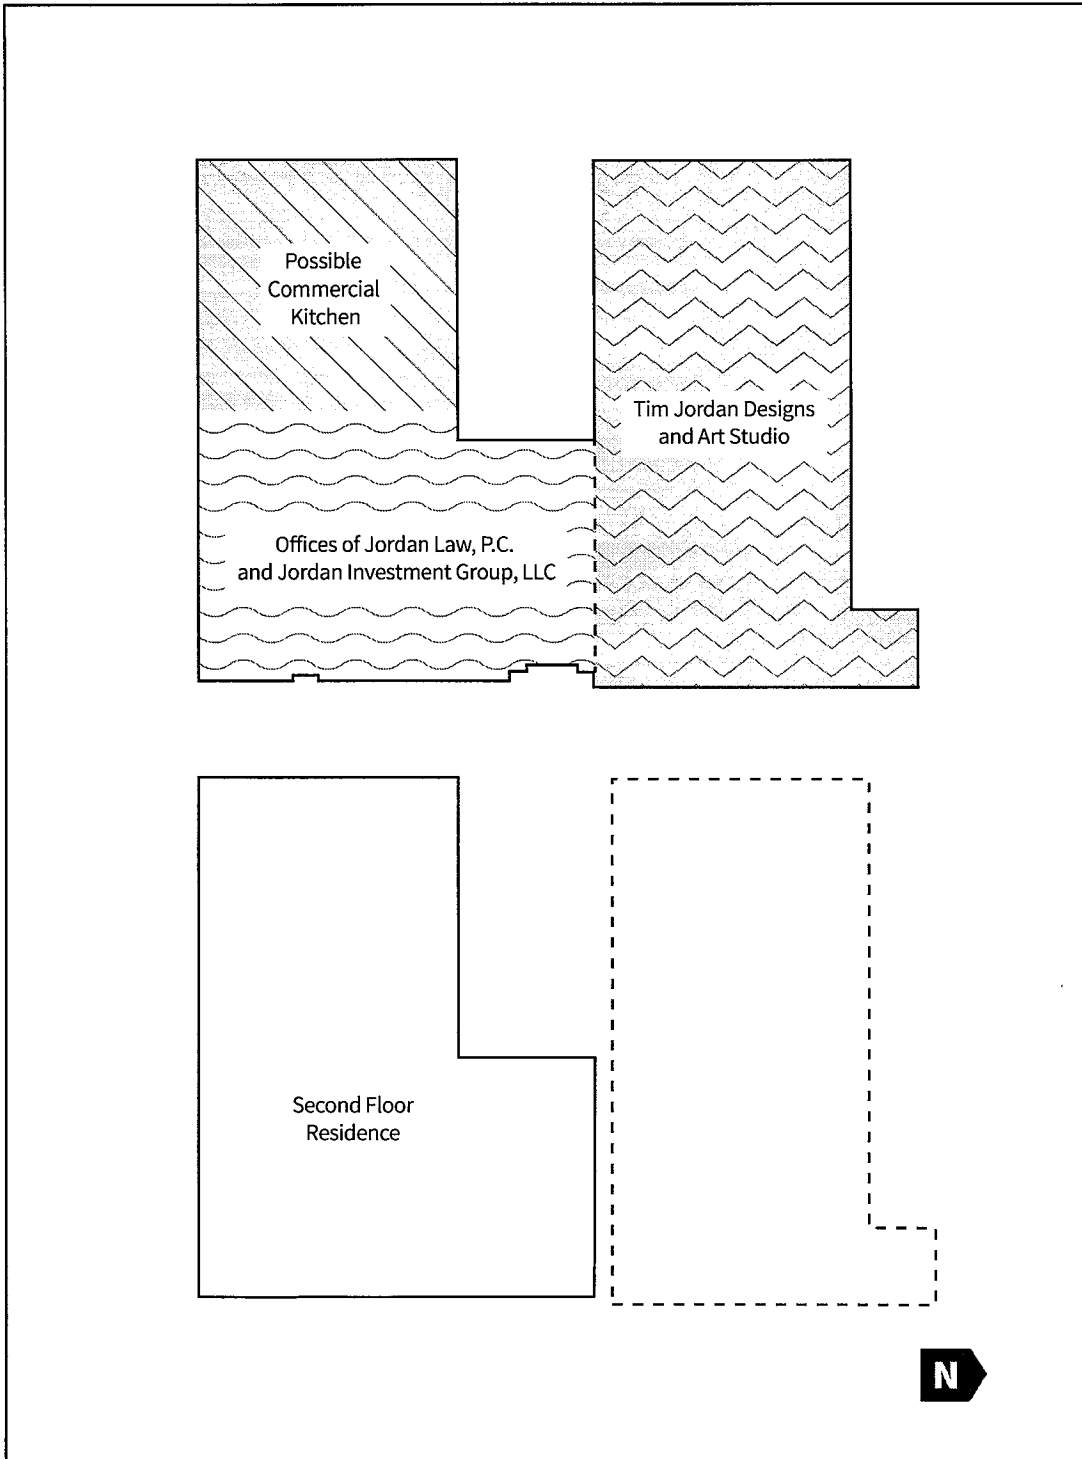 Possible
Commercial
Kitchen
Tim Jordan Designs
and Art Studio
Offices of Jordan Law, P.C.
and Jordan Investment Group, LLC
Second Floor
Residence
N